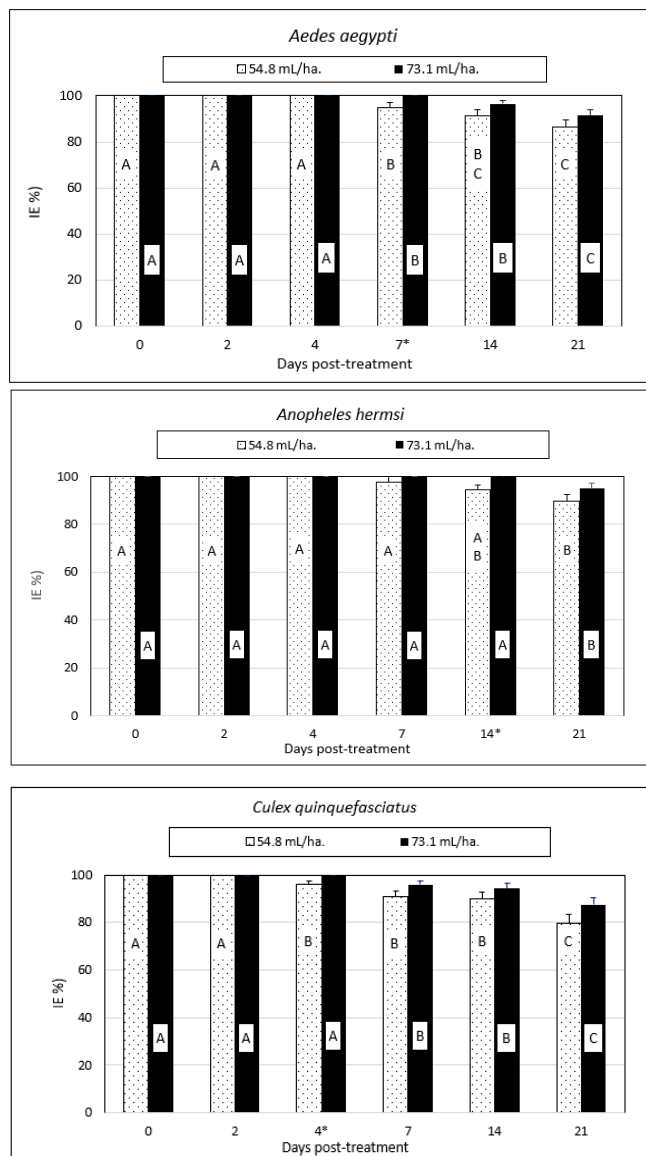 Aedes aegypti
54.8 mL/ha. 73.1 mL/ha.
100
80
60
40
20
0
IE %)
A A A B B C
C
A A A B B C
0 2 4 7* 14 21
Days post-treatment
Anopheles hermsi
54.8 mL/ha. 73.1 mL/ha.
100
80
60
40
20
0
IE %)
A A A A A B
B
A A A A A B
0 2 4 7 14* 21
Days post-treatment
Culex quinquefasciatus
54.8 mL/ha. 73.1 mL/ha.
100
80
60
40
20
0
IE %)
A A B B B C
A A A B B C
0 2 4* 7 14 21
Days post-treatment